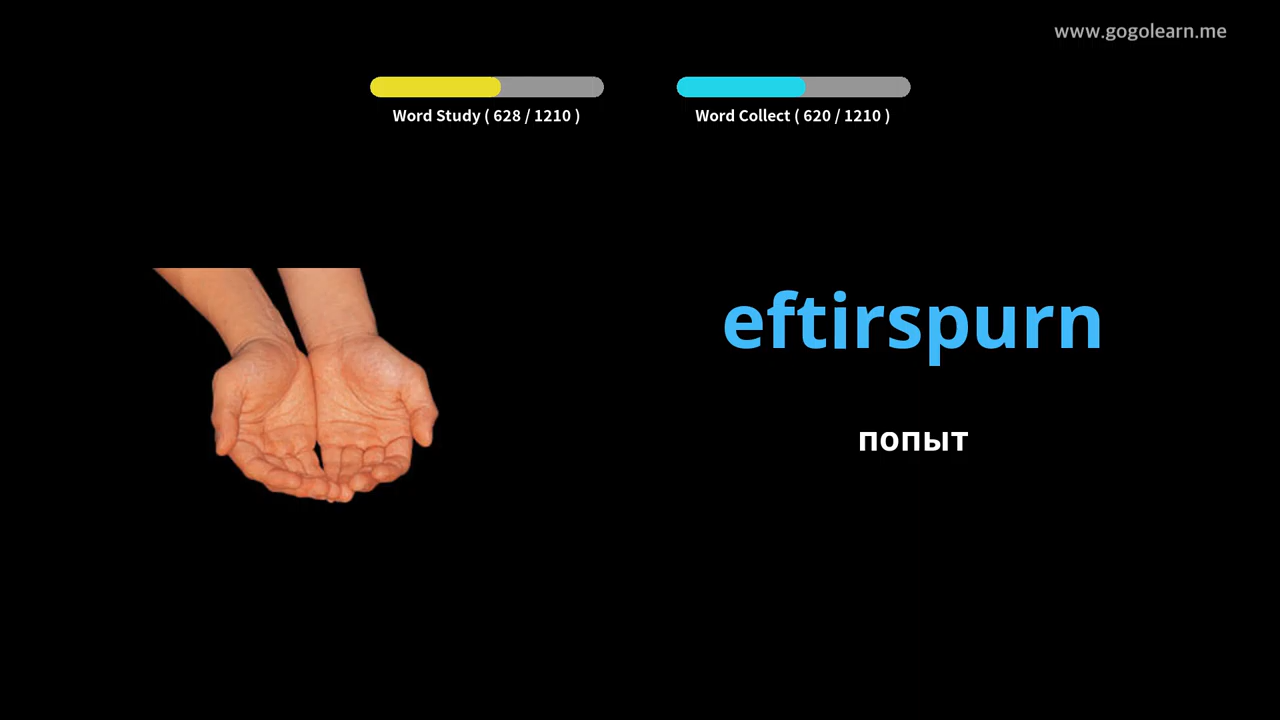 www.gogolearn.me
Word Study ( 628 / 1210 )
Word Collect ( 620 / 1210 )
eftirspurn
попыт